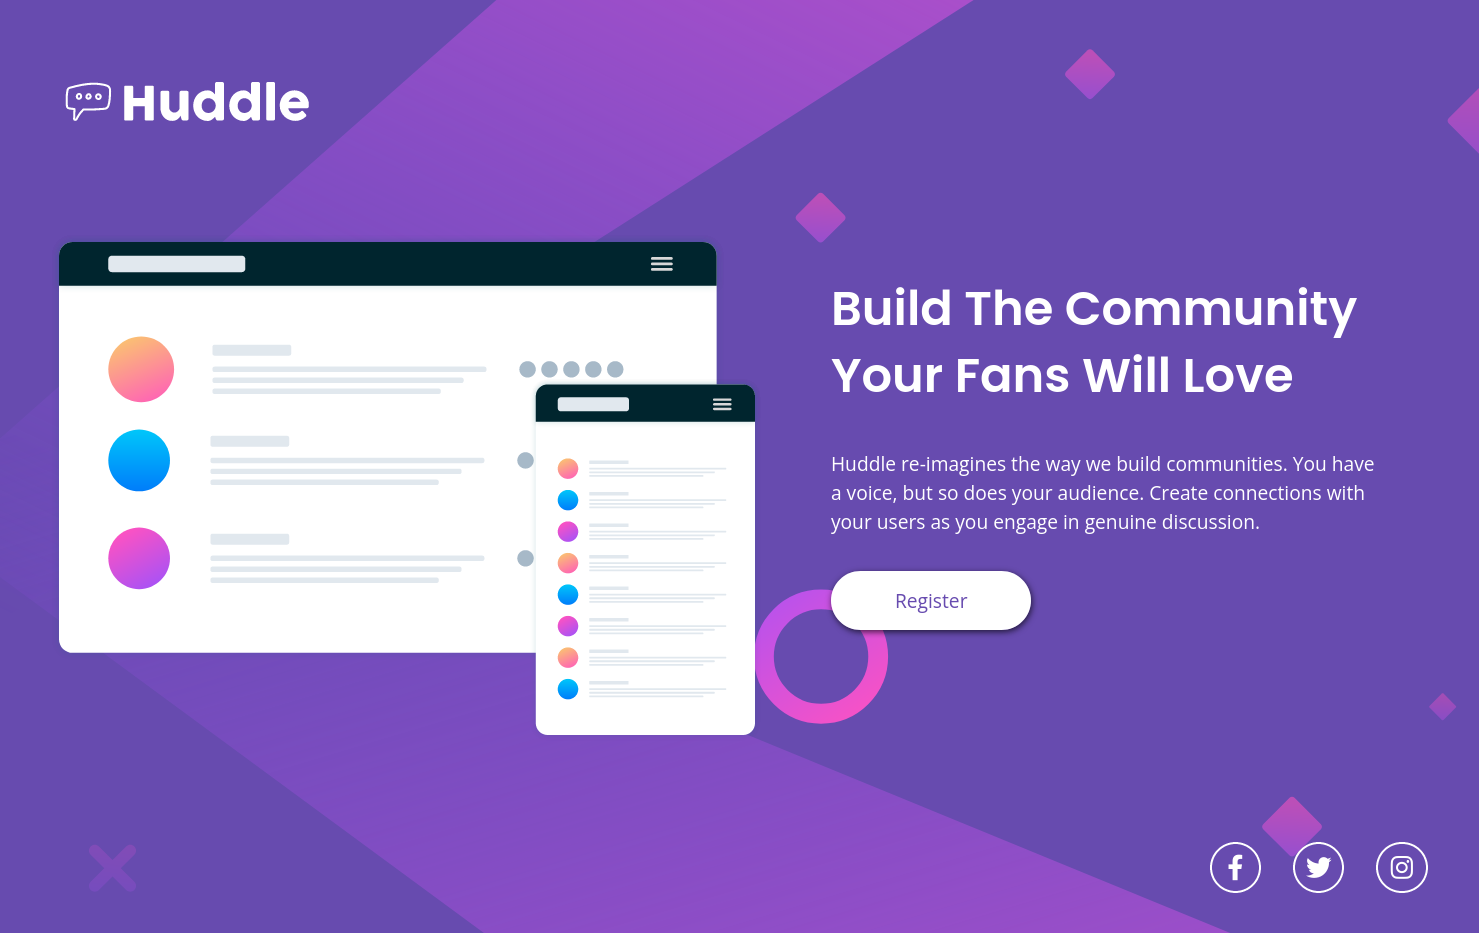 Huddle
Build The Community
Your Fans Will Love
Huddle re-imagines the way we build communities. You have
a voice, but so does your audience. Create connections with
your users as you engage in genuine discussion.
Register